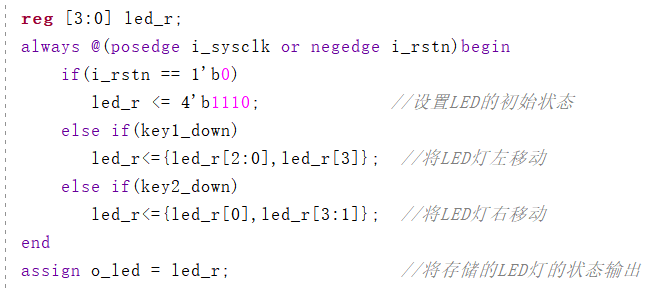 reg [3:0] led_r;
always @(posedge i_sysclk or negedge i_rstn)begin
if(i_rstn == 1'b0)
led_r <= 4'b1110; //设置LED的初始状态
else if(key1_down)
led_r<={led_r[2:0],led_r[3]}; //将LED灯左移动
else if(key2_down)
led_r<={led_r[0],led_r[3:1]}; //将LED灯右移动
end
assign o_led = led_r; //将存储的LED灯的状态输出